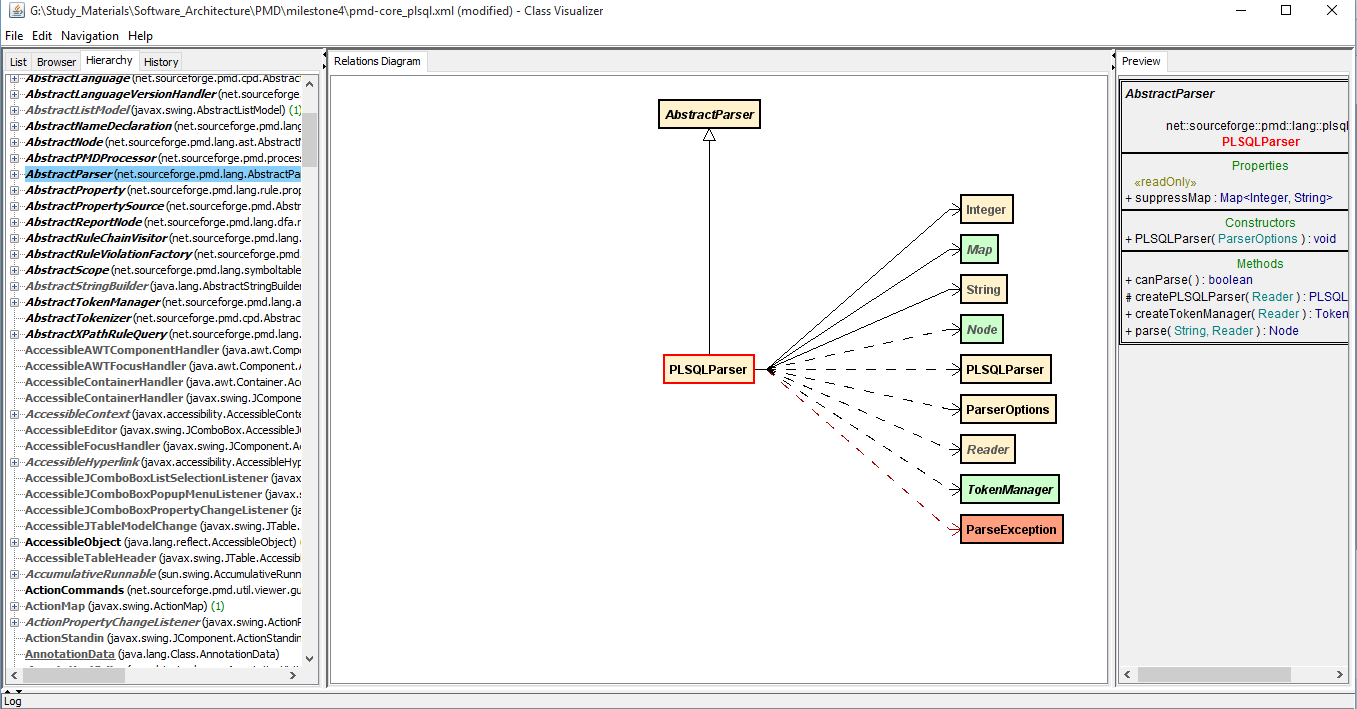 G:\Study_Materials\Software_Architecture\PMD\milestone4\pmd-core_plsql.xml (modified) - Class Visualizer
File Edit Navigation Help
List Browser Hierarchy History
AbstractLanguage (net.sourceforge.pmd.cpd.Abstract
AbstractLanguageVersionHandler (net.sourceforge.
AbstractListModel (javax.swing.AbstractListModel) (1)
AbstractNameDeclaration (net.sourceforge.pmd.lang
AbstractNode (net.sourceforge.pmd.lang.ast.Abstract
AbstractPMDProcessor (net.sourceforge.pmd.proces
AbstractParser (net.sourceforge.pmd.lang.AbstractPa
AbstractProperty (net.sourceforge.pmd.lang.rule.prop
AbstractPropertySource (net.sourceforge.pmd.lang.
AbstractReportNode (net.sourceforge.pmd.lang.dfa.r
AbstractRuleChainVisitor (net.sourceforge.pmd.lang.
AbstractRuleViolationFactory (net.sourceforge.pmd
AbstractScope (net.sourceforge.pmd.lang.symboltable
AbstractStringBuilder (java.lang.AbstractStringBuilder
AbstractTokenManager (net.sourceforge.pmd.lang.a
AbstractTokenizer (net.sourceforge.pmd.cpd.Abstract
AbstractXPathRuleQuery (net.sourceforge.pmd.lang.
AccessibleAWTComponentHandler (java.awt.Compo
AccessibleAWTFocusHandler (java.awt.Component.A
AccessibleContainerHandler (java.awt.Container.Ac
AccessibleContainerHandler (javax.swing.JCompone
AccessibleContext (javax.accessibility.AccessibleConte
AccessibleEditor (javax.swing.JComboBox.AccessibleJC
AccessibleFocusHandler (javax.swing.JComponent.Ac
AccessibleHyperlink (javax.accessibility.AccessibleHyp
AccessibleJComboBoxListSelectionListener (javax.
AccessibleJComboBoxPopupMenuListener (javax.s
AccessibleJComboBoxPropertyChangeListener (ja
AccessibleJTableModelChange (javax.swing.JTable.
AccessibleObject (java.lang.reflect.AccessibleObject) (
AccessibleTableHeader (javax.swing.JTable.Accessibl
AccumulativeRunnable (sun.swing.AccumulativeRunn
ActionCommands (net.sourceforge.pmd.util.viewer.gu
ActionMap (javax.swing.ActionMap) (1)
ActionPropertyChangeListener (javax.swing.ActionP
ActionStandin (javax.swing.JComponent.ActionStandin
AnnotationData (java.lang.Class.AnnotationData)
Log
Relations Diagram
AbstractParser
PLSQLParser
Integer
Map
String
Node
PLSQLParser
ParserOptions
Reader
TokenManager
ParseException
Preview
AbstractParser
net::sourceforge::pmd::lang::plsql
PLSQLParser
Properties
«readOnly»
+ suppressMap : Map<Integer, String>
Constructors
+ PLSQLParser( ParserOptions ) : void
Methods
+ canParse( ) : boolean
# createPLSQLParser( Reader ) : PLSQL
+ createTokenManager( Reader ) : Token
+ parse( String, Reader ) : Node